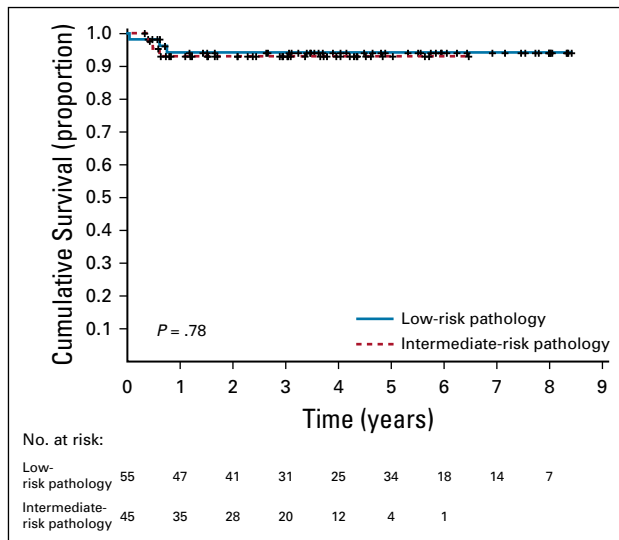 Cumulative Survival (proportion)
1.0
0.9
0.8
0.7
0.6
0.5
0.4
0.3
0.2
0.1
P = .78
Low-risk pathology
Intermediate-risk pathology
0 1 2 3 4 5 6 7 8 9
Time (years)
No. at risk:
Low-
risk pathology 55 47 41 31 25 34 18 14 7
Intermediate-
risk pathology 45 35 28 20 12 4 1